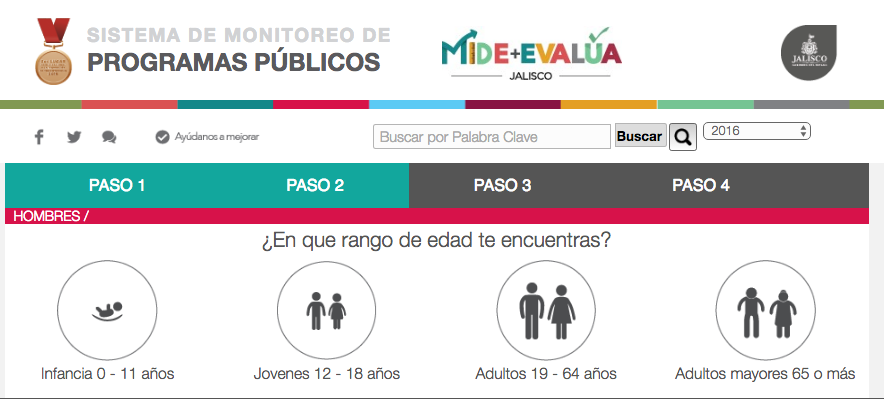 SISTEMA DE MONITOREO DE
PROGRAMAS PÚBLICOS
MIDE+EVALÚA
JALISCO
JALISCO
Ayúdanos a mejorar
Buscar por Palabra Clave
Buscar
2016
PASO 1
PASO 2
PASO 3
PASO 4
HOMBRES /
¿En que rango de edad te encuentras?
Infancia 0 - 11 años
Jovenes 12 - 18 años
Adultos 19 - 64 años
Adultos mayores 65 o más